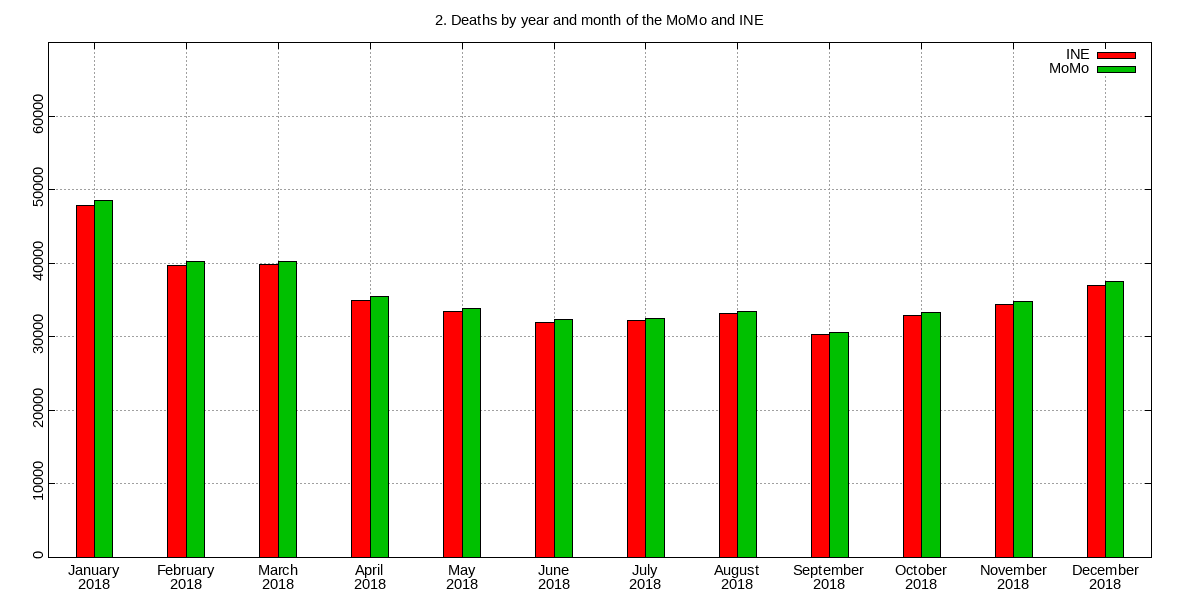 2. Deaths by year and month of the MoMo and INE
INE
MoMo
60000
50000
40000
30000
20000
10000
0
January February March April May June July August September October November December
2018 2018 2018 2018 2018 2018 2018 2018 2018 2018 2018 2018